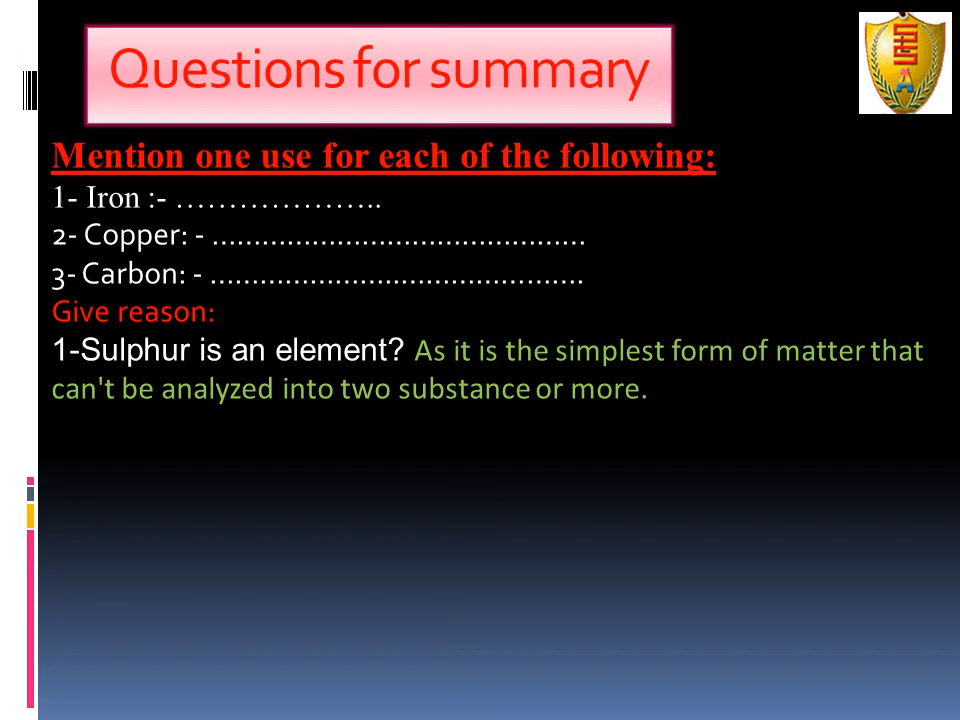 Questions for summary
Mention one use for each of the following:
1- Iron :- ………………..
2- Copper: - .............................................
3- Carbon: - .............................................
Give reason:
1-Sulphur is an element? As it is the simplest form of matter that
can't be analyzed into two substance or more.